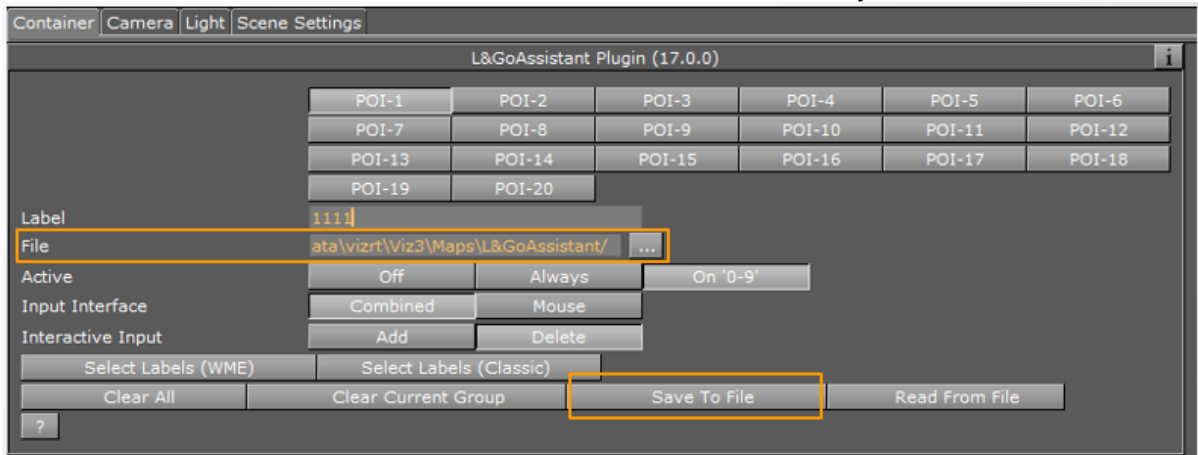 Container Camera Light Scene Settings
L&GoAssistant Plugin (17.0.0) i
POI-1 POI-2 POI-3 POI-4 POI-5 POI-6
POI-7 POI-8 POI-9 POI-10 POI-11 POI-12
POI-13 POI-14 POI-15 POI-16 POI-17 POI-18
POI-19 POI-20
Label 1111
File ata\vizrt\Viz3\Maps\L&GoAssistant/ ...
Active Off Always On '0-9'
Input Interface Combined Mouse
Interactive Input Add Delete
Select Labels (WME) Select Labels (Classic)
Clear All Clear Current Group Save To File Read From File
?